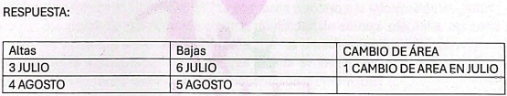 RESPUESTA:
Altas Bajas CAMBIO DE ÁREA
3 JULIO 6 JULIO 1 CAMBIO DE AREA EN JULIO
4 AGOSTO 5 AGOSTO